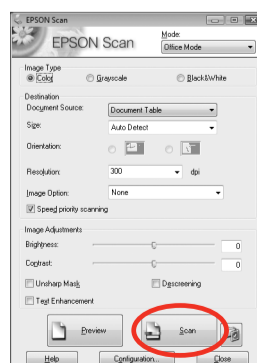 EPSON Scan
EPSON Scan
Mode:
Office Mode
Image Type
Color Grayscale Black&White
Destination
Document Source: Document Table
Size: Auto Detect
Orientation:
Resolution: 300 dpi
Image Option: None
Speed priority scanning
Image Adjustments
Brightness: 0
Contrast: 0
Unsharp Mask Descreening
Text Enhancement
Preview Scan
Help Configuration... Close